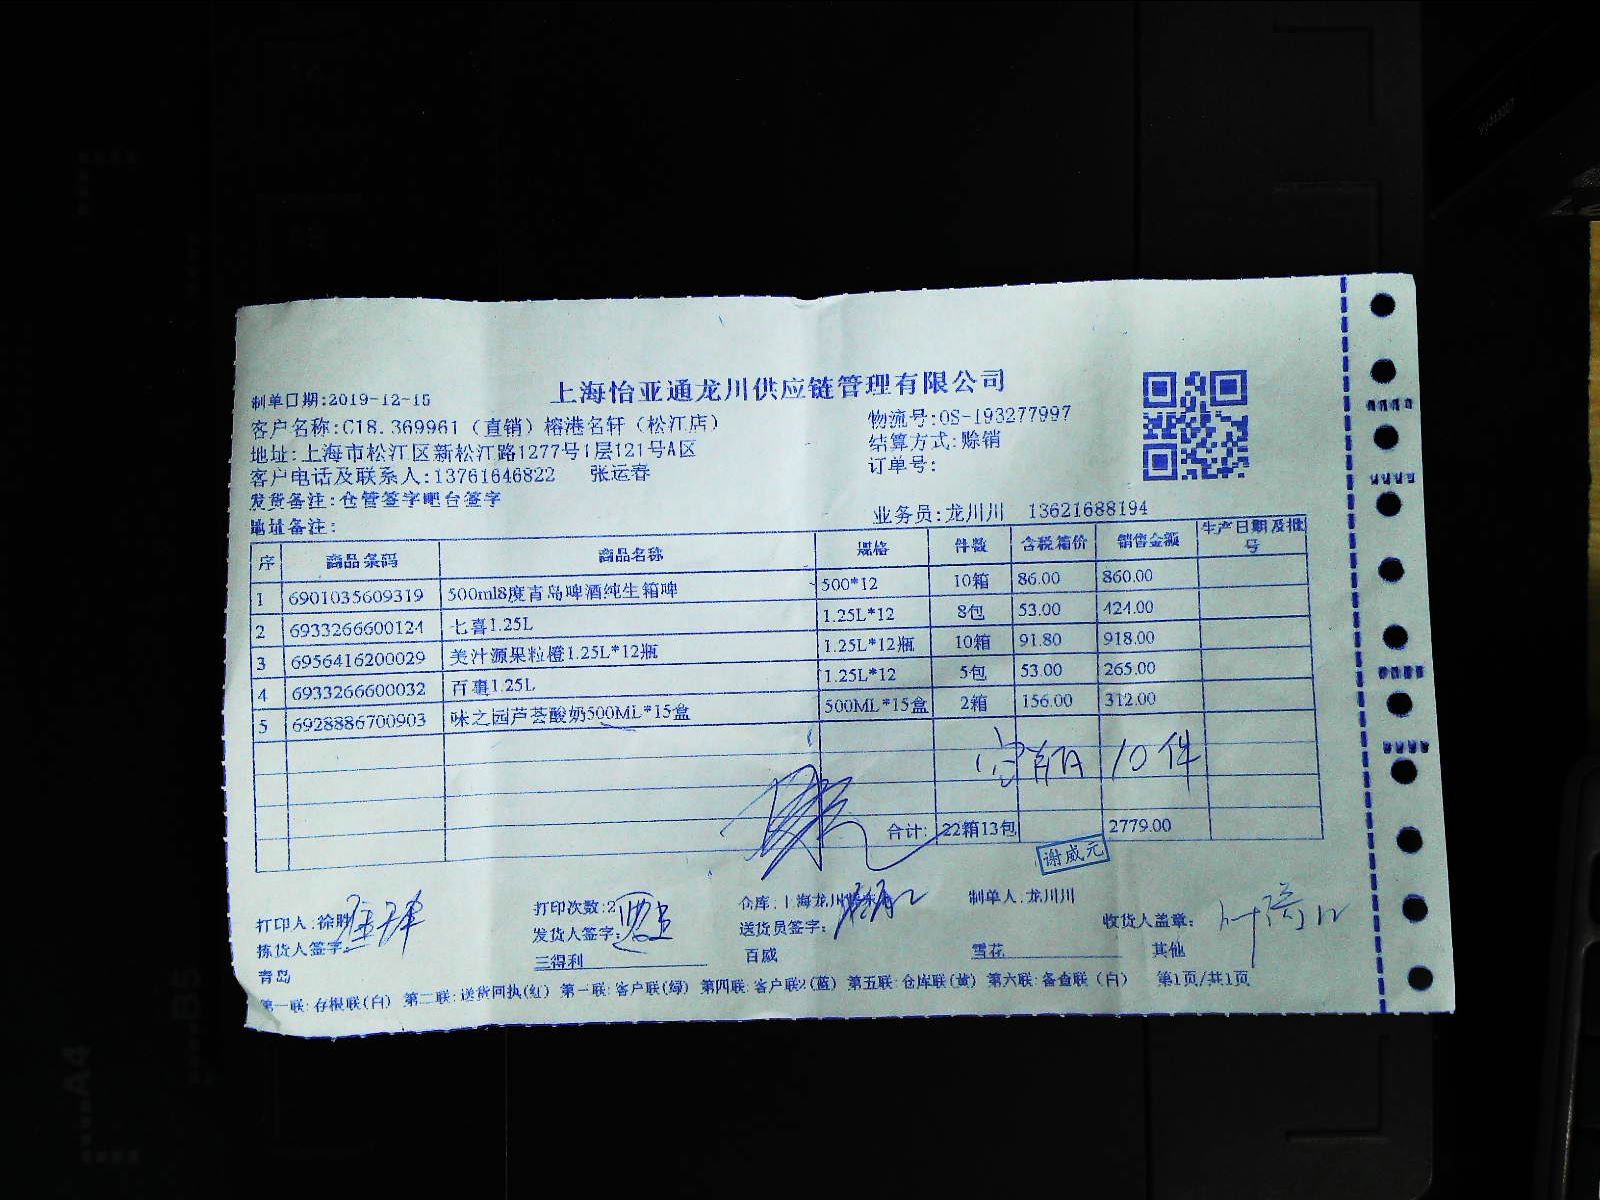 上海怡亚通龙川供应链管理有限公司
制单日期:2019-12-15
客户名称:C18.369961（直销）榕港名轩（松江店） 物流号:OS-193277997
地址:上海市松江区新松江路1277号1层121号A区 结算方式:赊销
客户电话及联系人:13761646822 张运春 订单号:
发货备注:仓管签字吧台签字
地址备注: 业务员:龙川川 13621688194
序 商品条码 商品名称 规格 件数 含税箱价 销售金额 生产日期及批号
1 6901035609319 500ml8度青岛啤酒纯生箱啤 500*12 10箱 86.00 860.00
2 6933266600124 七喜1.25L 1.25L*12 8包 53.00 424.00
3 6956416200029 美汁源果粒橙1.25L*12瓶 1.25L*12瓶 10箱 91.80 918.00
4 6933266600032 百事1.25L 1.25L*12 5包 53.00 265.00
5 6928886700903 味之园芦荟酸奶500ML*15盒 500ML*15盒 2箱 156.00 312.00
空瓶 10件
合计: 22箱13包 2779.00
谢威元
打印人:徐胜 打印次数:2 仓库:上海龙川 制单人:龙川川
拣货人签字: 发货人签字: 送货员签字: 收货人盖章:
青岛 三得利 百威 雪花 其他
第一联:存根联(白) 第二联:送货回执(红) 第一联:客户联(绿) 第四联:客户联2(蓝) 第五联:仓库联(黄) 第六联:备查联(白) 第1页/共1页
A4
B5